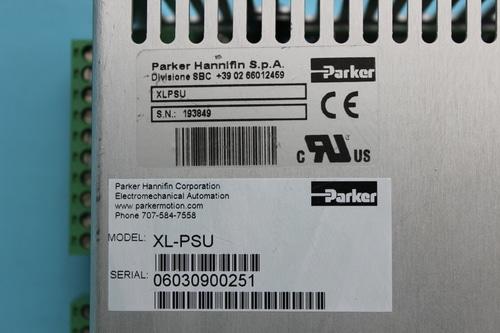 Parker Hannifin S.p.A.
Divisione SBC +39 02 66012459
Parker
XLPSU
S.N.: 193849
CE
C RU US
Parker Hannifin Corporation
Electromechanical Automation
www.parkermotion.com
Phone 707-584-7558
Parker
MODEL: XL-PSU
SERIAL: 06030900251